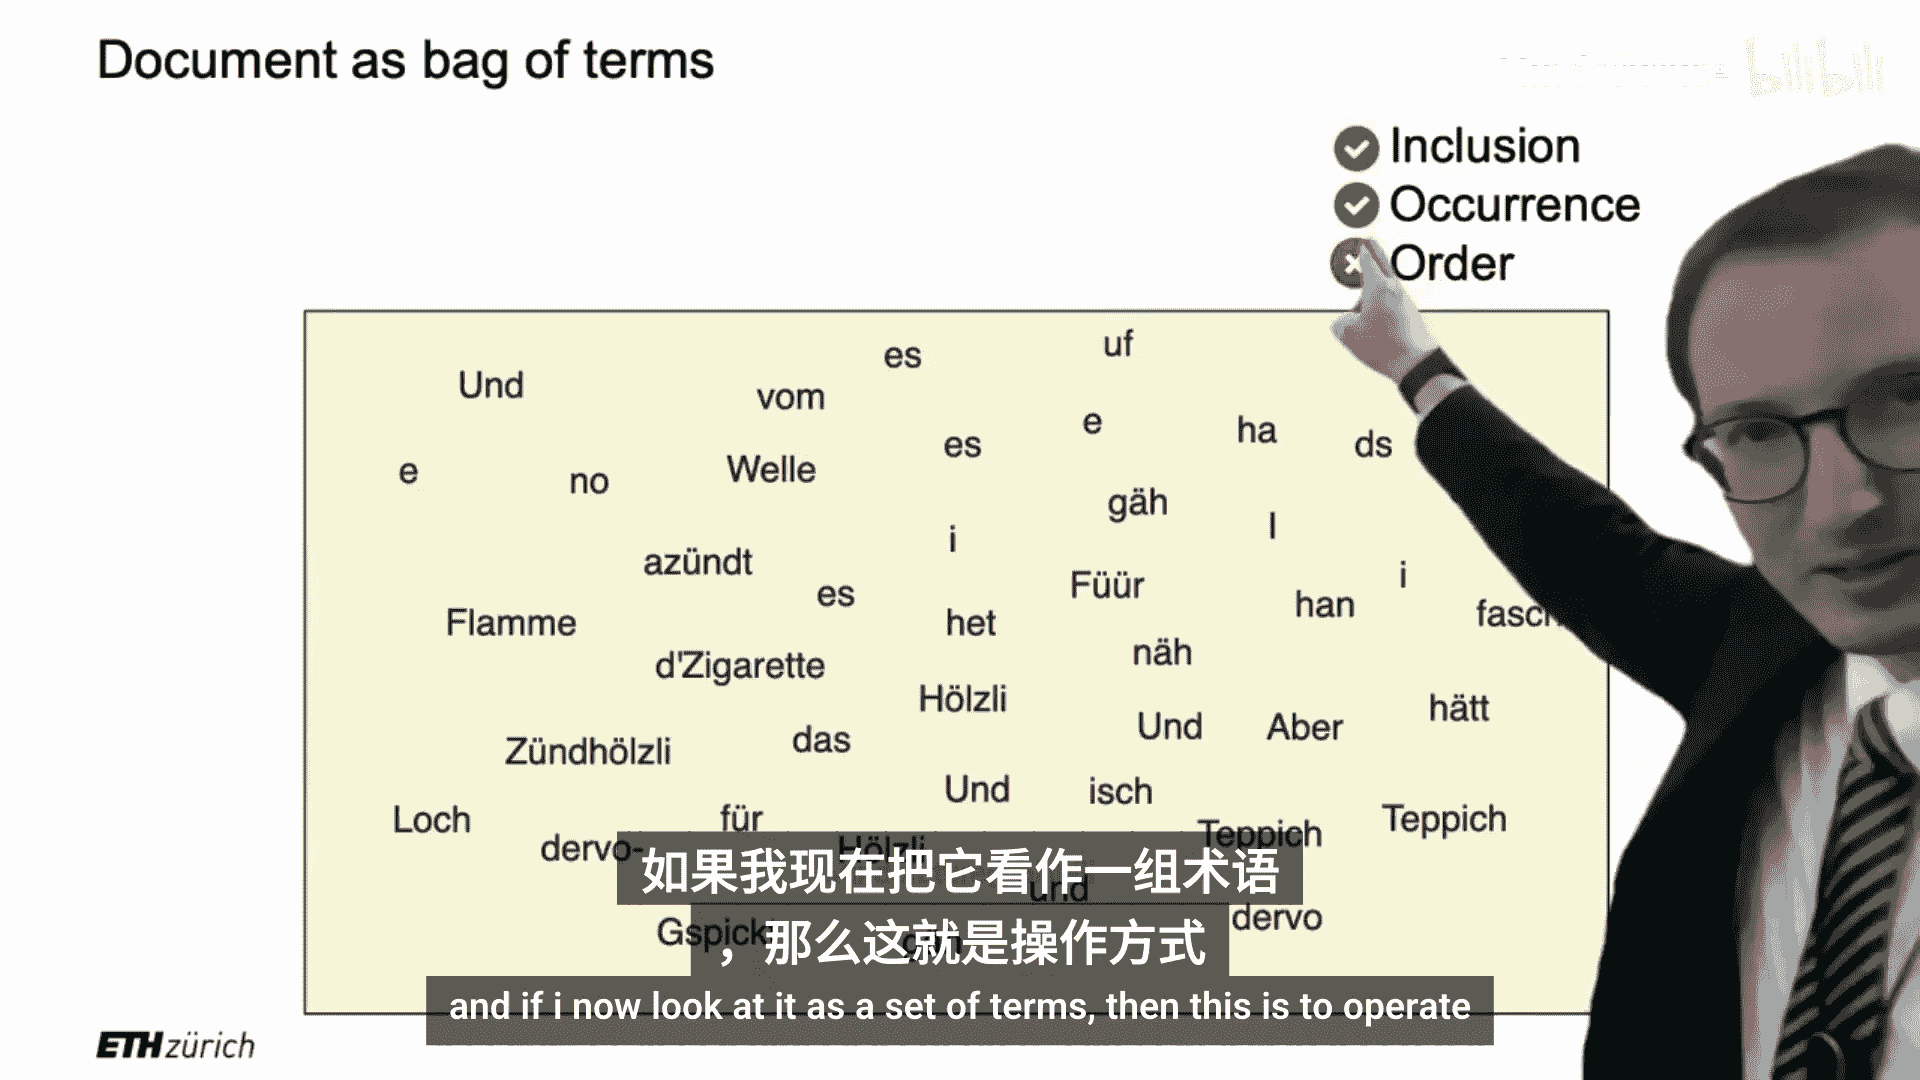 Document as bag of terms
bilibili
Inclusion
Occurrence
Order
uf
es
Und
vom
e
ha
es
ds
e
no
Welle
gäh
I
i
azündt
i
Füür
es
han
Flamme
het
näh
d'Zigarette
Hölzli
hätt
Und
Aber
das
Zündhölzli
Und
isch
Loch
für
Teppich
Teppich
dervo-
Hölzli
如果我现在把它看作一组术语
und
dervo
，那么这就是操作方式
and if i now look at it as a set of terms, then this is to operate
ETH zürich